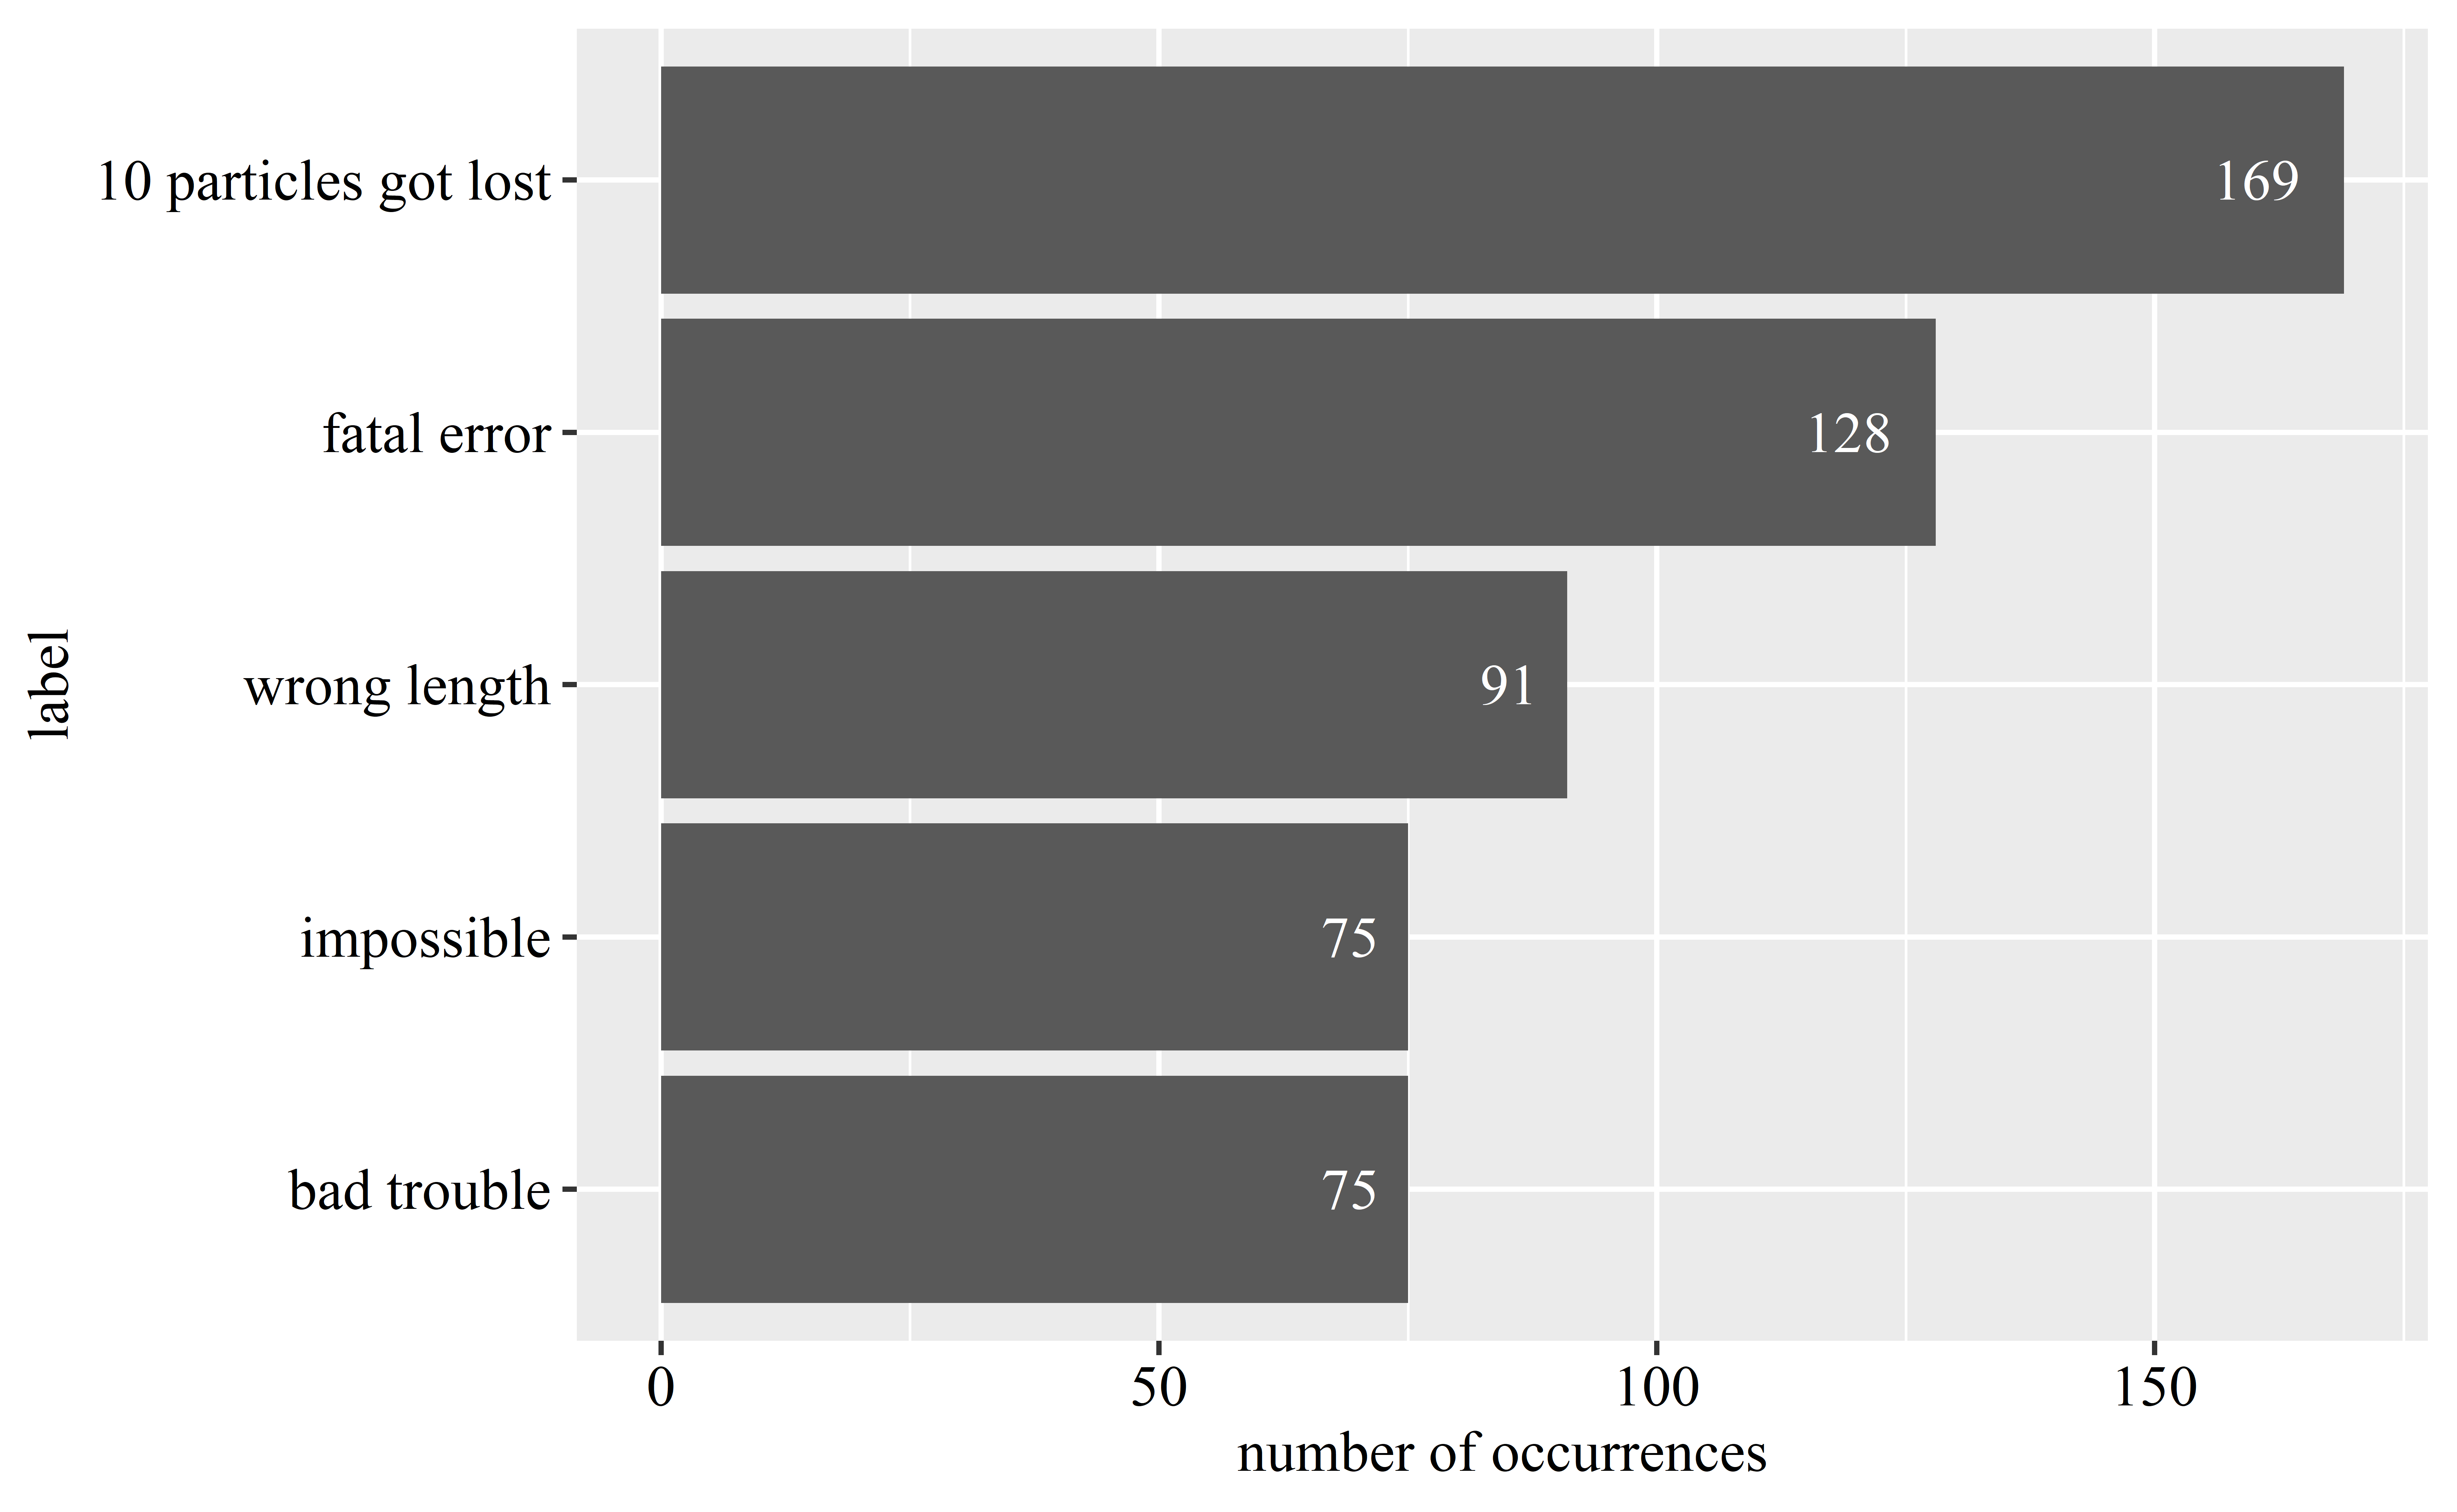 10 particles got lost
169
fatal error
128
wrong length
91
impossible
75
bad trouble
75
label
0 50 100 150
number of occurrences